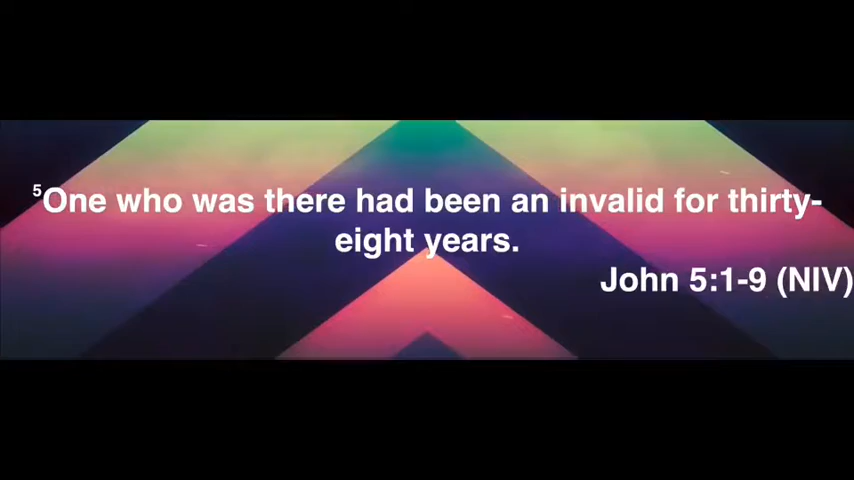 ⁵One who was there had been an invalid for thirty-
eight years.
John 5:1-9 (NIV)